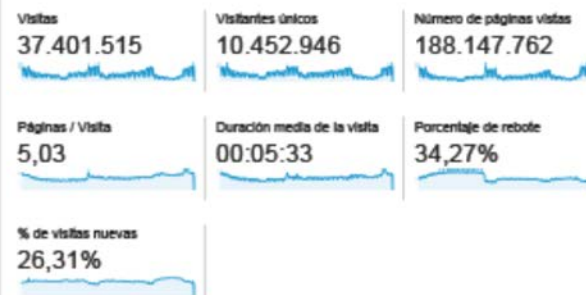 Visitas
37.401.515
Visitantes únicos
10.452.946
Número de páginas vistas
188.147.762
Páginas / Visita
5,03
Duración media de la visita
00:05:33
Porcentaje de rebote
34,27%
% de visitas nuevas
26,31%